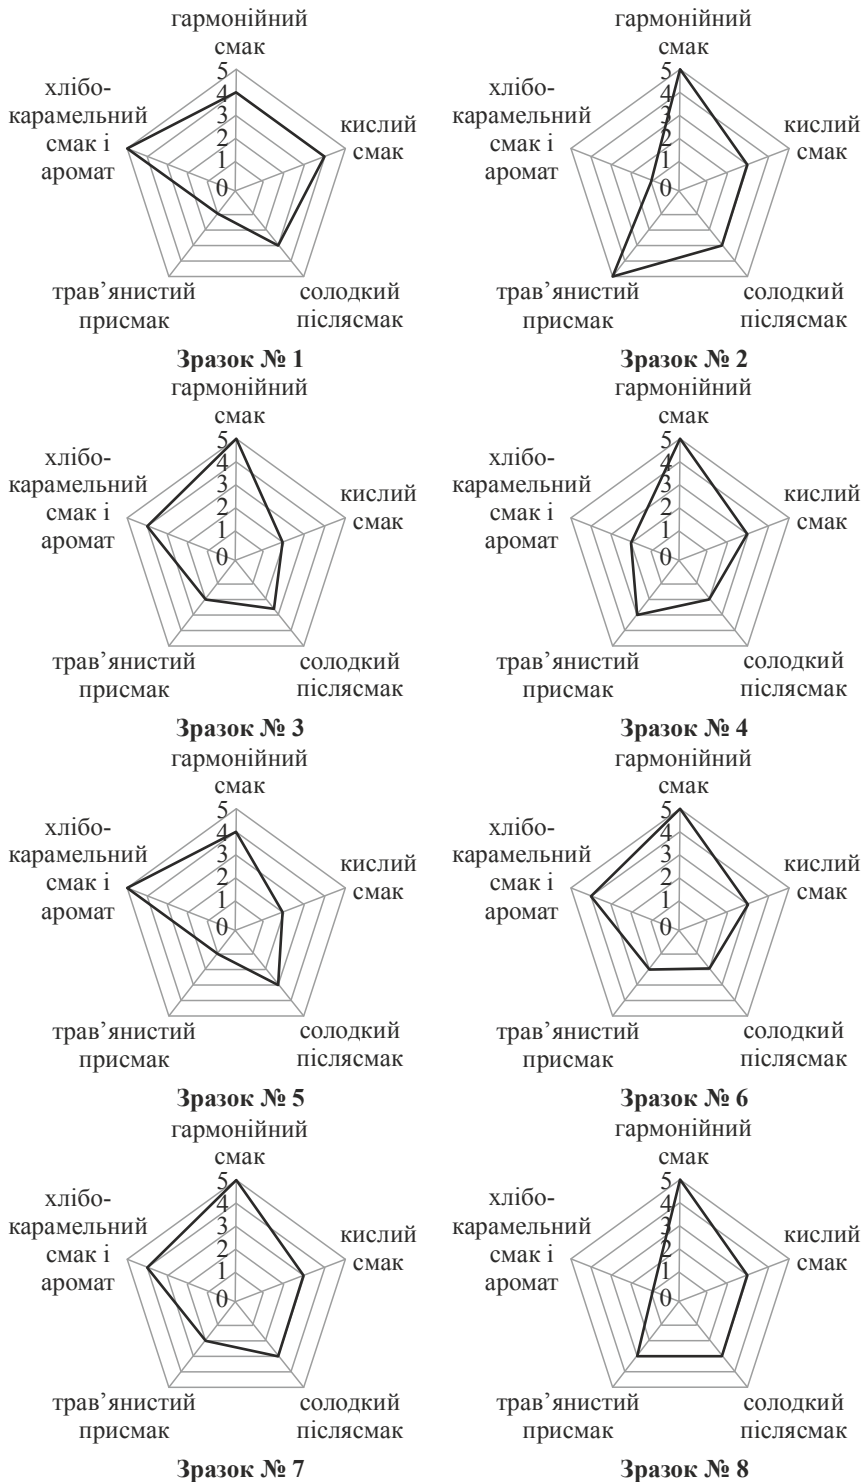 гармонійний
смак
хлібо-
карамельний
смак і
аромат
5
4
3
2
1
0
кислий
смак
трав’янистий
присмак
солодкий
післясмак
Зразок № 1
гармонійний
смак
хлібо-
карамельний
смак і
аромат
5
4
3
2
1
0
кислий
смак
трав’янистий
присмак
солодкий
післясмак
Зразок № 2
гармонійний
смак
хлібо-
карамельний
смак і
аромат
5
4
3
2
1
0
кислий
смак
трав’янистий
присмак
солодкий
післясмак
Зразок № 3
гармонійний
смак
хлібо-
карамельний
смак і
аромат
5
4
3
2
1
0
кислий
смак
трав’янистий
присмак
солодкий
післясмак
Зразок № 4
гармонійний
смак
хлібо-
карамельний
смак і
аромат
5
4
3
2
1
0
кислий
смак
трав’янистий
присмак
солодкий
післясмак
Зразок № 5
гармонійний
смак
хлібо-
карамельний
смак і
аромат
5
4
3
2
1
0
кислий
смак
трав’янистий
присмак
солодкий
післясмак
Зразок № 6
гармонійний
смак
хлібо-
карамельний
смак і
аромат
5
4
3
2
1
0
кислий
смак
трав’янистий
присмак
солодкий
післясмак
Зразок № 7
гармонійний
смак
хлібо-
карамельний
смак і
аромат
5
4
3
2
1
0
кислий
смак
трав’янистий
присмак
солодкий
післясмак
Зразок № 8